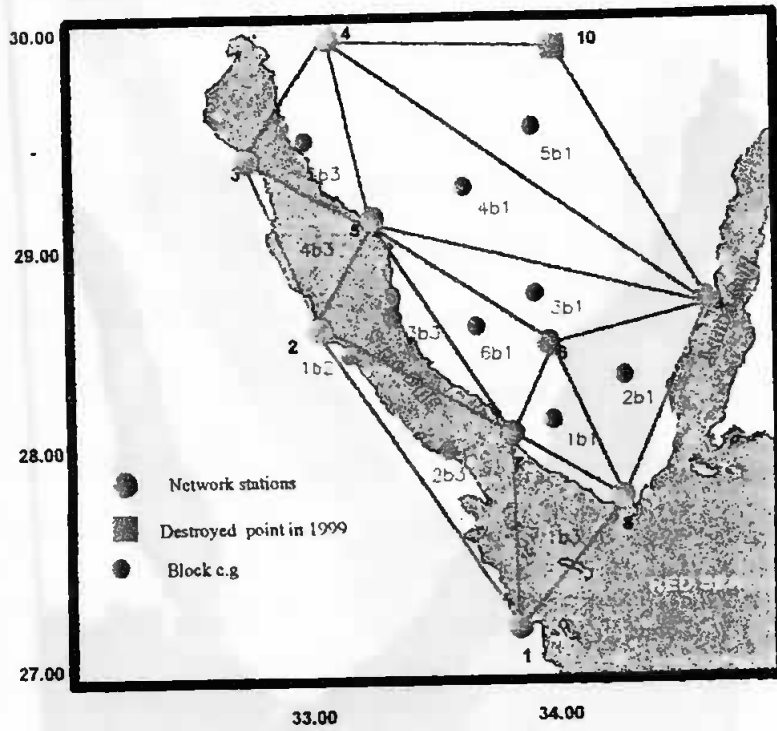 30.00
4
10
5b1
3
4b1
5
4b3
29.00
3b1
3b3
6b1
6
2
1b2
2b1
1b1
28.00
2b3
Network stations
8
Destroyed point in 1999
1b3
Block c.g
RED SEA
1
27.00
33.00
34.00